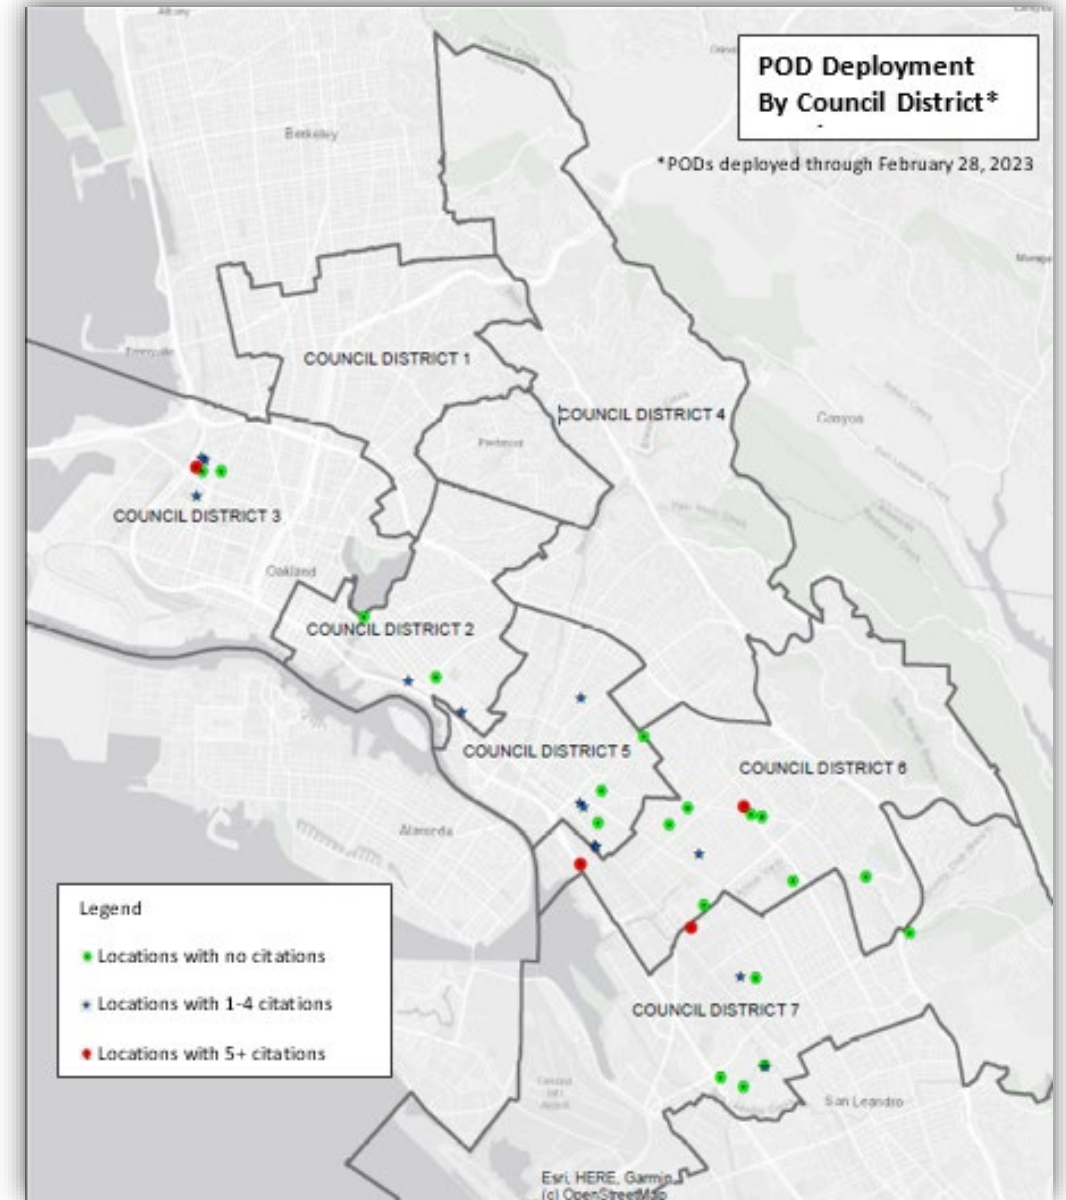 Albany
POD Deployment
By Council District*
Berkeley
*PODs deployed through February 28, 2023
Emeryville
COUNCIL DISTRICT 1
COUNCIL DISTRICT 4
Canyon
Piedmont
COUNCIL DISTRICT 3
Oakland
COUNCIL DISTRICT 2
COUNCIL DISTRICT 5
COUNCIL DISTRICT 6
Alameda
Legend
Locations with no citations
Locations with 1-4 citations
Locations with 5+ citations
COUNCIL DISTRICT 7
San Leandro
Esri, HERE, Garmin,
(c) OpenStreetMap